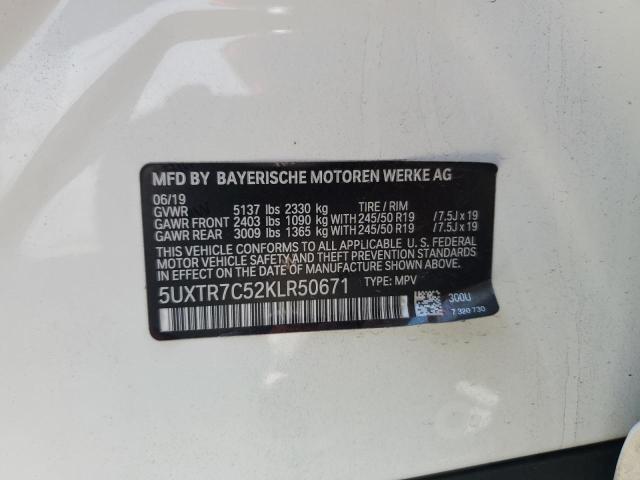 MFD BY BAYERISCHE MOTOREN WERKE AG
06/19
GVWR 5137 lbs 2330 kg TIRE / RIM
GAWR FRONT 2403 lbs 1090 kg WITH 245/50 R19 / 7.5J x 19
GAWR REAR 3009 lbs 1365 kg WITH 245/50 R19 / 7.5J x 19
THIS VEHICLE CONFORMS TO ALL APPLICABLE U. S. FEDERAL
MOTOR VEHICLE SAFETY AND THEFT PREVENTION STANDARDS
IN EFFECT ON THE DATE OF MANUFACTURE SHOWN ABOVE.
5UXTR7C52KLR50671 TYPE: MPV
300U
7 320 730